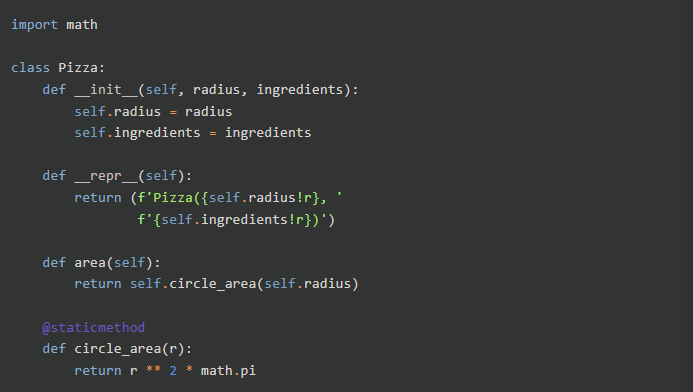 import math

class Pizza:
    def __init__(self, radius, ingredients):
        self.radius = radius
        self.ingredients = ingredients

    def __repr__(self):
        return (f'Pizza({self.radius!r}, '
                f'{self.ingredients!r})')

    def area(self):
        return self.circle_area(self.radius)

    @staticmethod
    def circle_area(r):
        return r ** 2 * math.pi